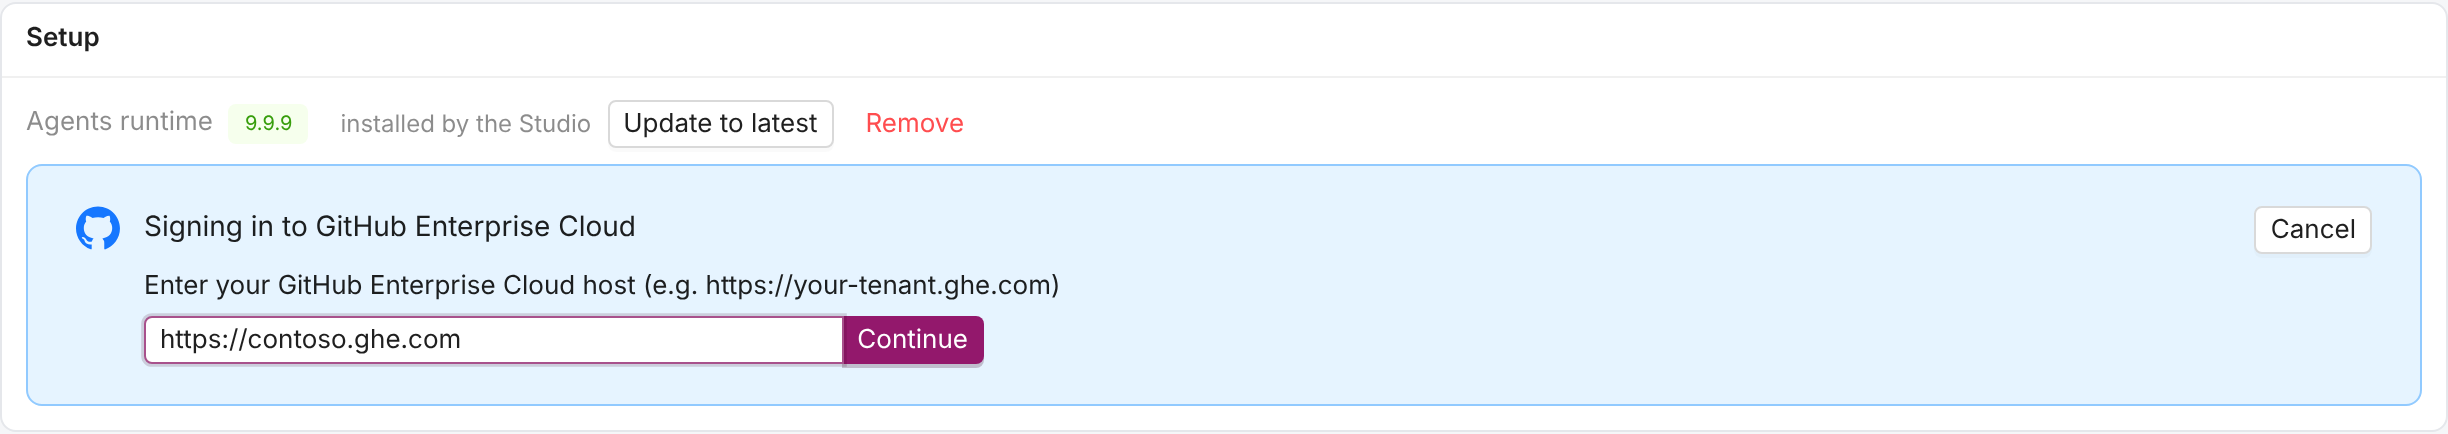 Setup
Agents runtime 9.9.9 installed by the Studio Update to latest Remove
Signing in to GitHub Enterprise Cloud Cancel
Enter your GitHub Enterprise Cloud host (e.g. https://your-tenant.ghe.com)
https://contoso.ghe.com Continue